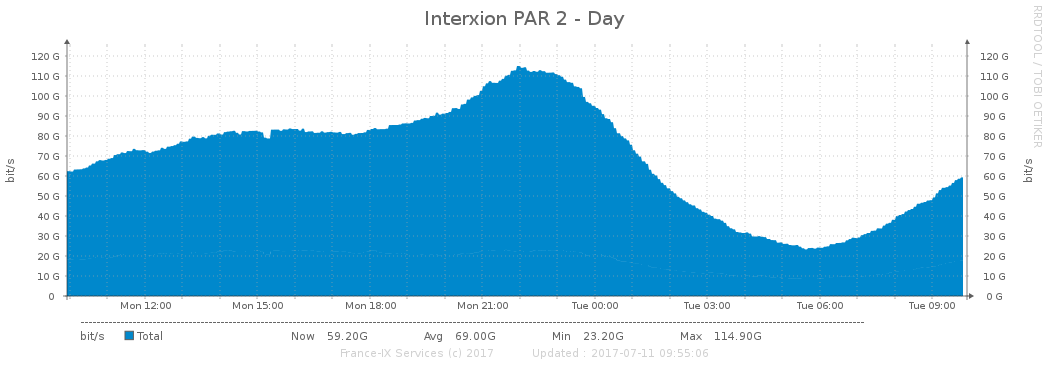 Interxion PAR 2 - Day
RRDTOOL / TOBI OETIKER
bit/s
120 G
110 G
100 G
90 G
80 G
70 G
60 G
50 G
40 G
30 G
20 G
10 G
0
120 G
110 G
100 G
90 G
80 G
70 G
60 G
50 G
40 G
30 G
20 G
10 G
0 G
bit/s
Mon 12:00 Mon 15:00 Mon 18:00 Mon 21:00 Tue 00:00 Tue 03:00 Tue 06:00 Tue 09:00
bit/s Total Now 59.20G Avg 69.00G Min 23.20G Max 114.90G
France-IX Services (c) 2017 Updated : 2017-07-11 09:55:06